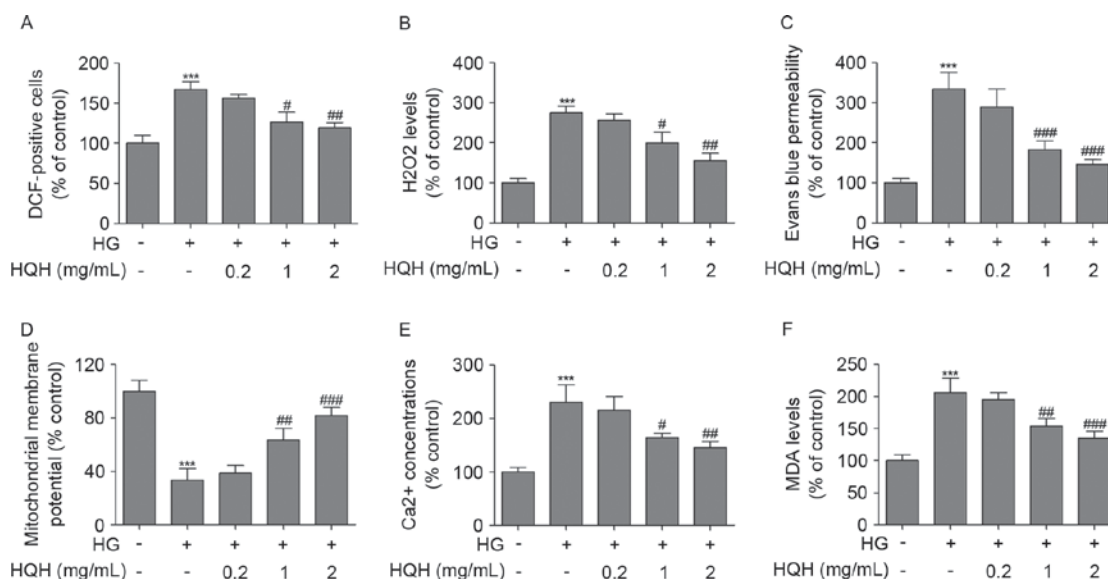 A
DCF-positive cells
(% of control)
200
150
100
50
0
***
#
##
HG - + + + +
HQH (mg/mL) - - 0.2 1 2
B
H2O2 levels
(% of control)
400
300
200
100
0
***
#
##
HG - + + + +
HQH (mg/mL) - - 0.2 1 2
C
Evans blue permeability
(% of control)
400
300
200
100
0
***
###
###
HG - + + + +
HQH (mg/mL) - - 0.2 1 2
D
Mitochondrial membrane
potential (% control)
120
80
40
0
***
##
###
HG - + + + +
HQH (mg/mL) - - 0.2 1 2
E
Ca2+ concentrations
(% control)
300
200
100
0
***
#
##
HG - + + + +
HQH (mg/mL) - - 0.2 1 2
F
MDA levels
(% of control)
250
200
150
100
50
0
***
##
###
HG - + + + +
HQH (mg/mL) - - 0.2 1 2